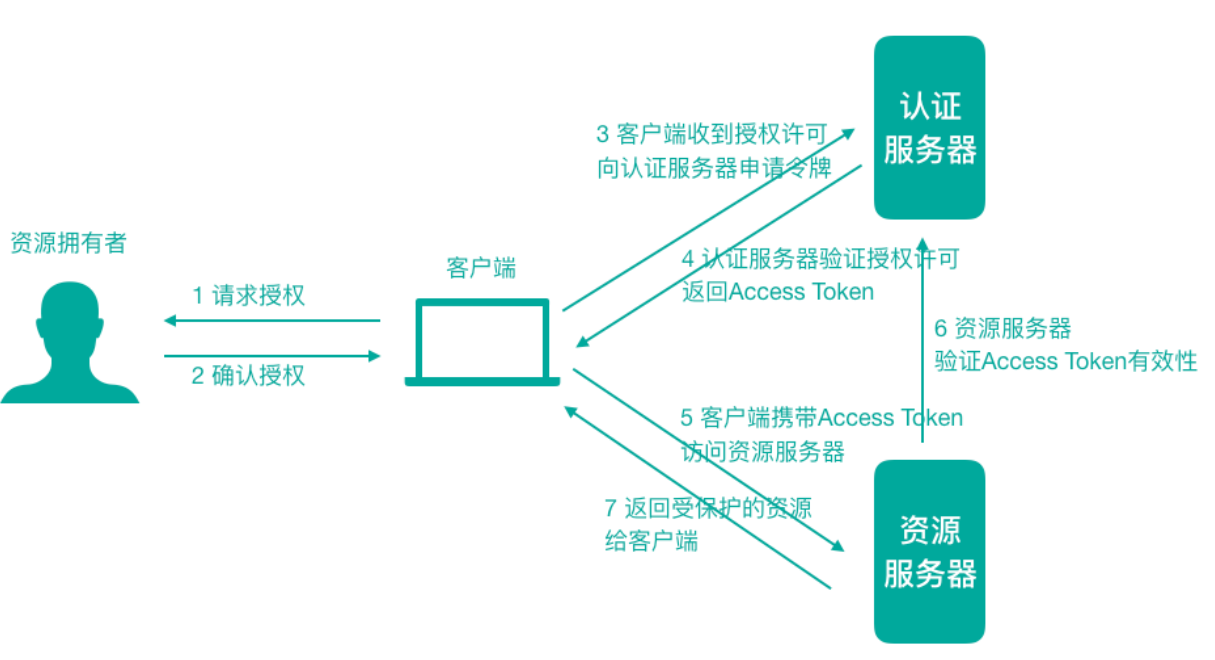 认证
服务器
3 客户端收到授权许可
向认证服务器申请令牌
资源拥有者
客户端
4 认证服务器验证授权许可
返回Access Token
1 请求授权
2 确认授权
6 资源服务器
验证Access Token有效性
5 客户端携带Access Token
访问资源服务器
7 返回受保护的资源
给客户端
资源
服务器